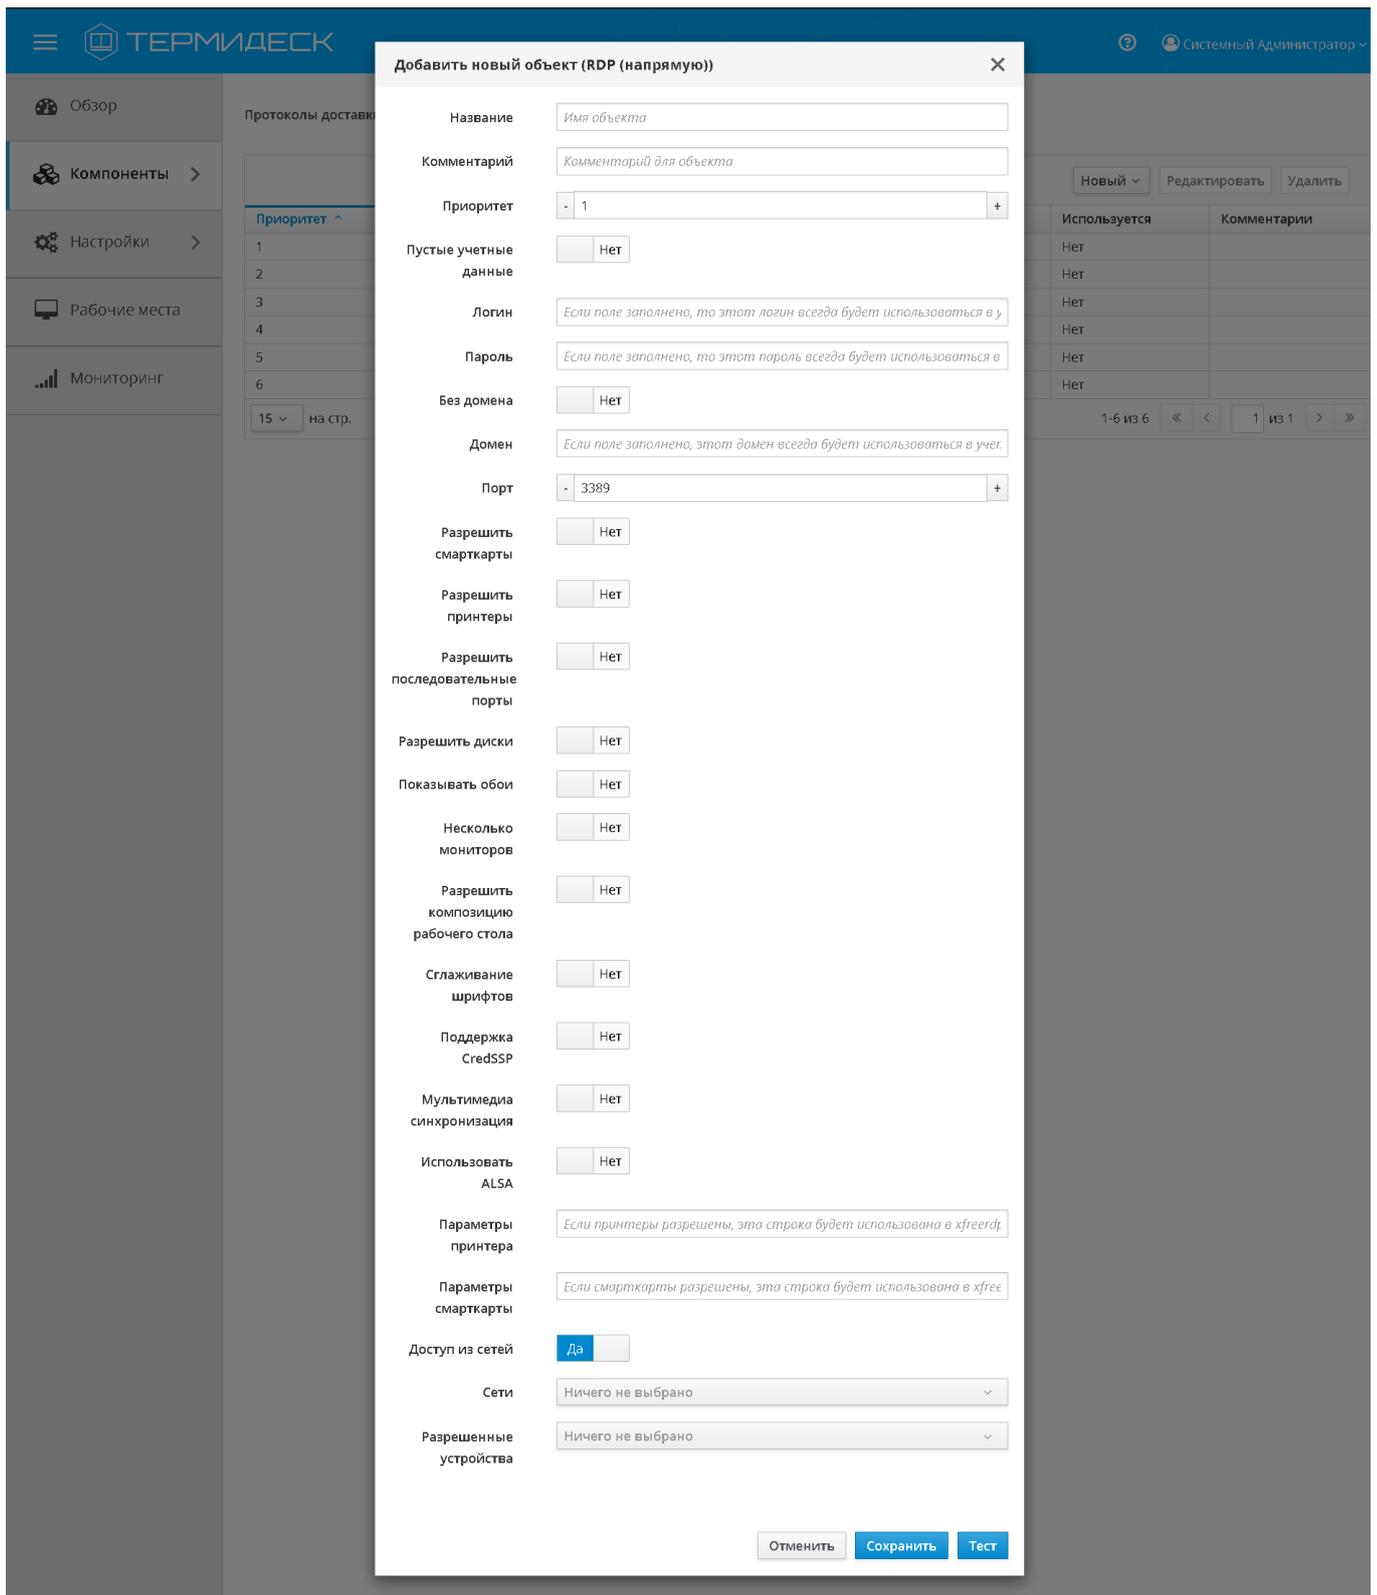 ТЕРМИДЕСК
Системный Администратор
Обзор
Компоненты
Настройки
Рабочие места
Мониторинг
Протоколы доставки
Новый
Редактировать
Удалить
Приоритет
Используется
Комментарии
1
Нет
2
Нет
3
Нет
4
Нет
5
Нет
6
Нет
15
на стр.
1-6 из 6
1 из 1
Добавить новый объект (RDP (напрямую))
Название
Имя объекта
Комментарий
Комментарий для объекта
Приоритет
- 1 +
Пустые учетные
данные
Нет
Логин
Если поле заполнено, то этот логин всегда будет использоваться в у
Пароль
Если поле заполнено, то этот пароль всегда будет использоваться в
Без домена
Нет
Домен
Если поле заполнено, этот домен всегда будет использоваться в учет.
Порт
- 3389 +
Разрешить
смарткарты
Нет
Разрешить
принтеры
Нет
Разрешить
последовательные
порты
Нет
Разрешить диски
Нет
Показывать обои
Нет
Несколько
мониторов
Нет
Разрешить
композицию
рабочего стола
Нет
Сглаживание
шрифтов
Нет
Поддержка
CredSSP
Нет
Мультимедиа
синхронизация
Нет
Использовать
ALSA
Нет
Параметры
принтера
Если принтеры разрешены, эта строка будет использована в xfreerdp
Параметры
смарткарты
Если смарткарты разрешены, эта строка будет использована в xfree
Доступ из сетей
Да
Сети
Ничего не выбрано
Разрешенные
устройства
Ничего не выбрано
Отменить
Сохранить
Тест